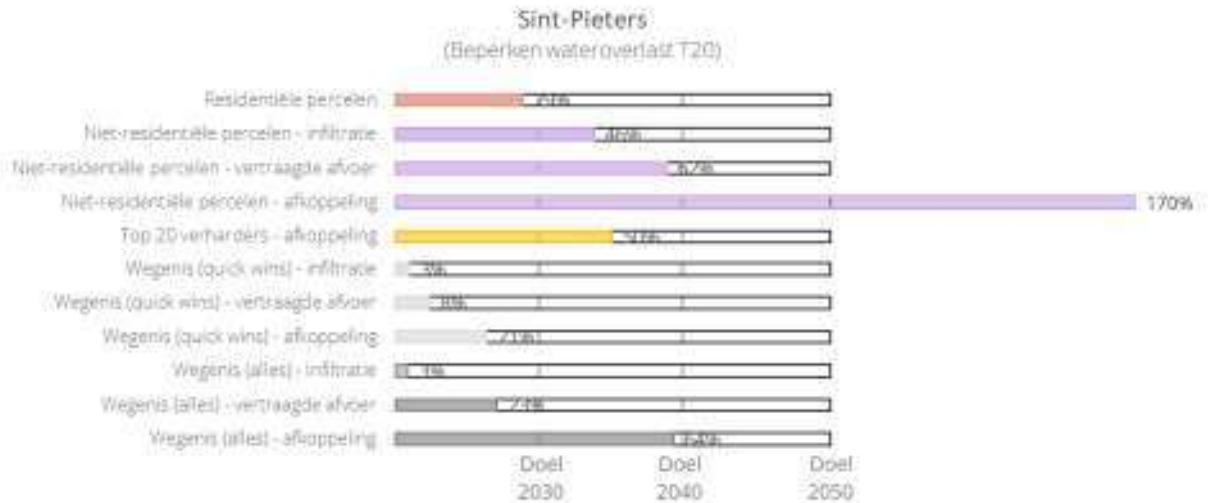 Sint-Pieters
(Beperken wateroverlast T20)
Residentiële percelen
Niet-residentiële percelen - infiltratie 46%
Niet-residentiële percelen - vertraagde afvoer 62%
Niet-residentiële percelen - afkoppeling 170%
Top 20 verharders - afkoppeling 50%
Wegenis (quick wins) - infiltratie 3%
Wegenis (quick wins) - vertraagde afvoer 8%
Wegenis (quick wins) - afkoppeling 21%
Wegenis (alles) - infiltratie
Wegenis (alles) - vertraagde afvoer 23%
Wegenis (alles) - afkoppeling 64%
Doel Doel Doel
2030 2040 2050